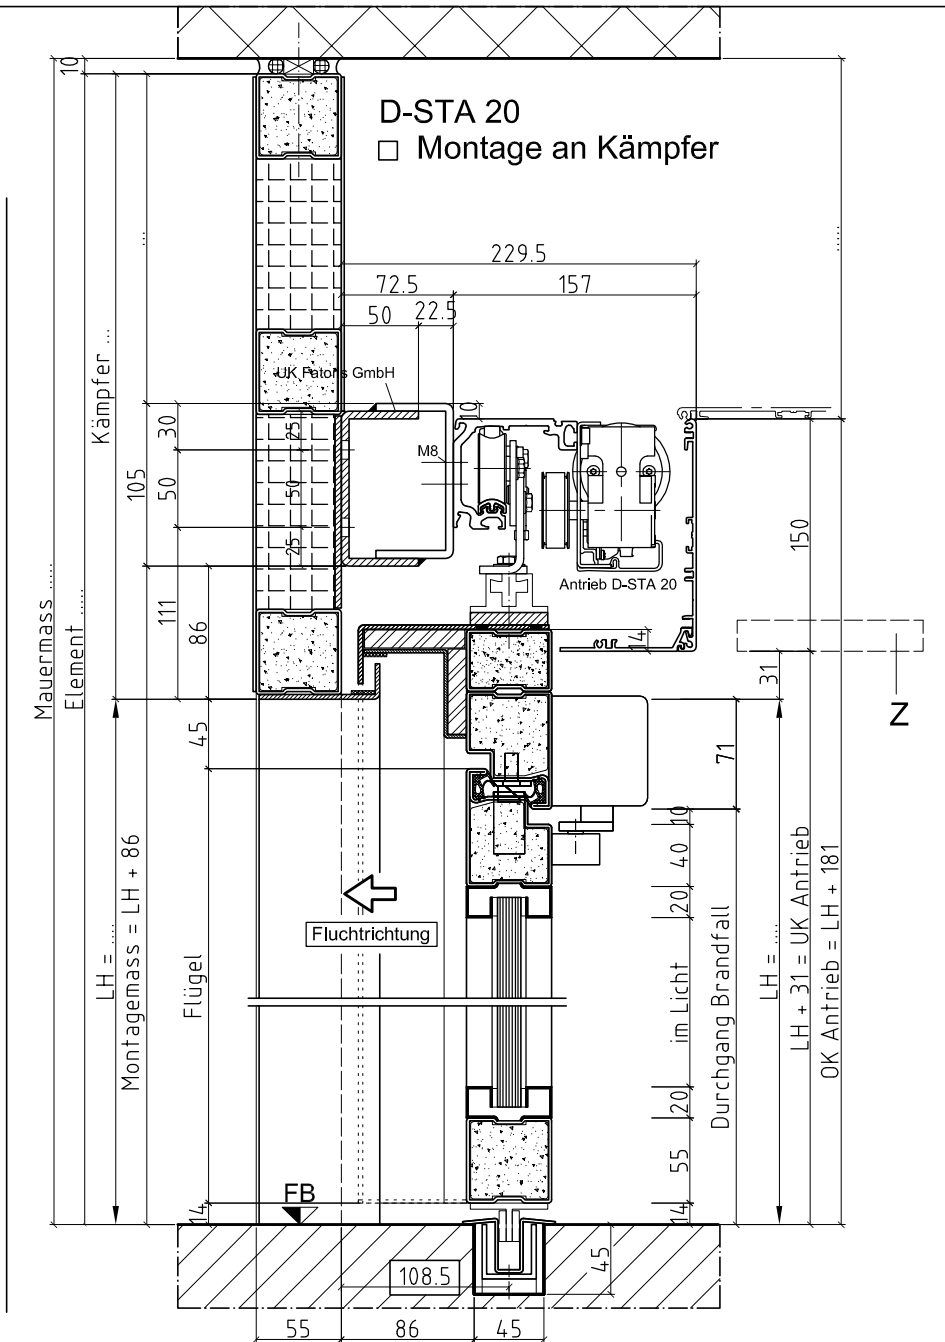 D-STA 20
Montage an Kämpfer
10
...
.....
229.5
72.5
157
50
22.5
UK Fatoris GmbH
Kämpfer ...
10
30
25
M8
105
50
50
150
25
Antrieb D-STA 20
111
86
14
Mauermass .....
Element .....
31
Z
45
71
10
40
20
Fluchtrichtung
LH = ....
Montagemass = LH + 86
Flügel
im Licht
Durchgang Brandfall
LH = ....
LH + 31 = UK Antrieb
OK Antrieb = LH + 181
20
55
FB
14
14
108.5
45
55
86
45